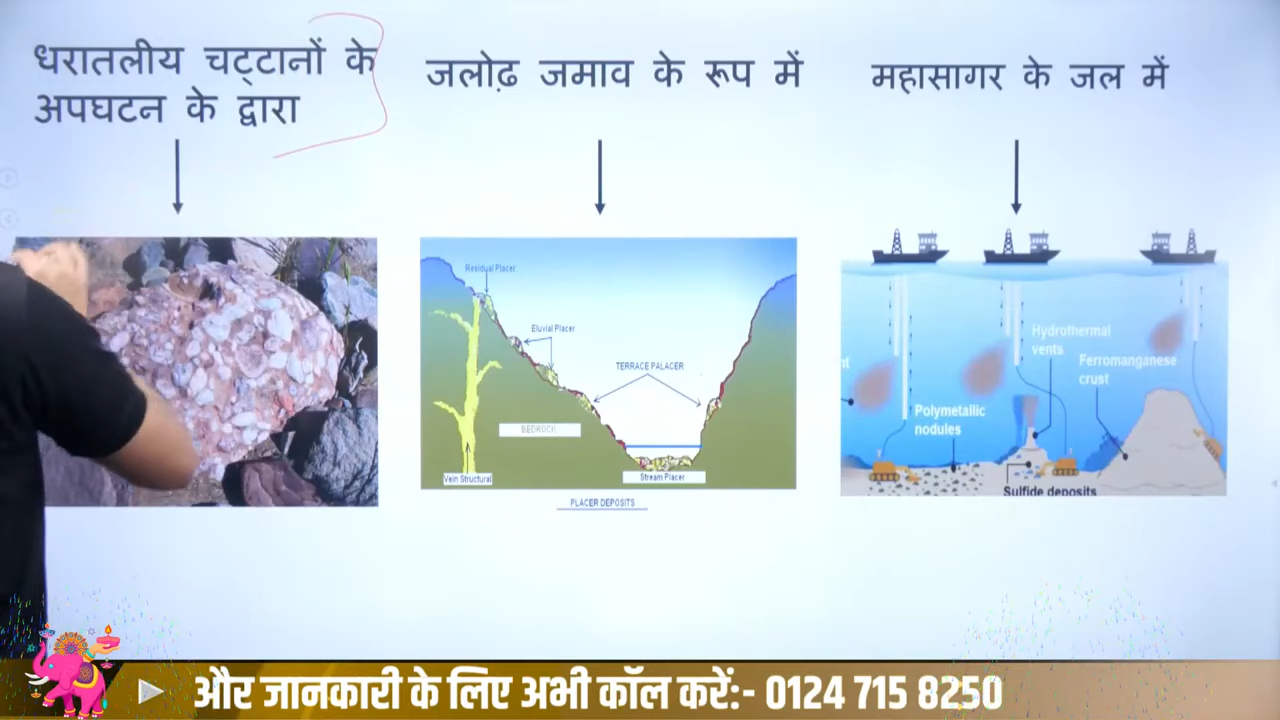 धरातलीय चट्टानों के
अपघटन के द्वारा
जलोढ़ जमाव के रूप में
महासागर के जल में
Residual Placer
Eluvial Placer
TERRACE PALACER
BEDROCK
Vein Structural
Stream Placer
PLACER DEPOSITS
Hydrothermal
vents
Ferromanganese
crust
nt
Polymetallic
nodules
Sulfide deposits
और जानकारी के लिए अभी कॉल करें:- 0124 715 8250